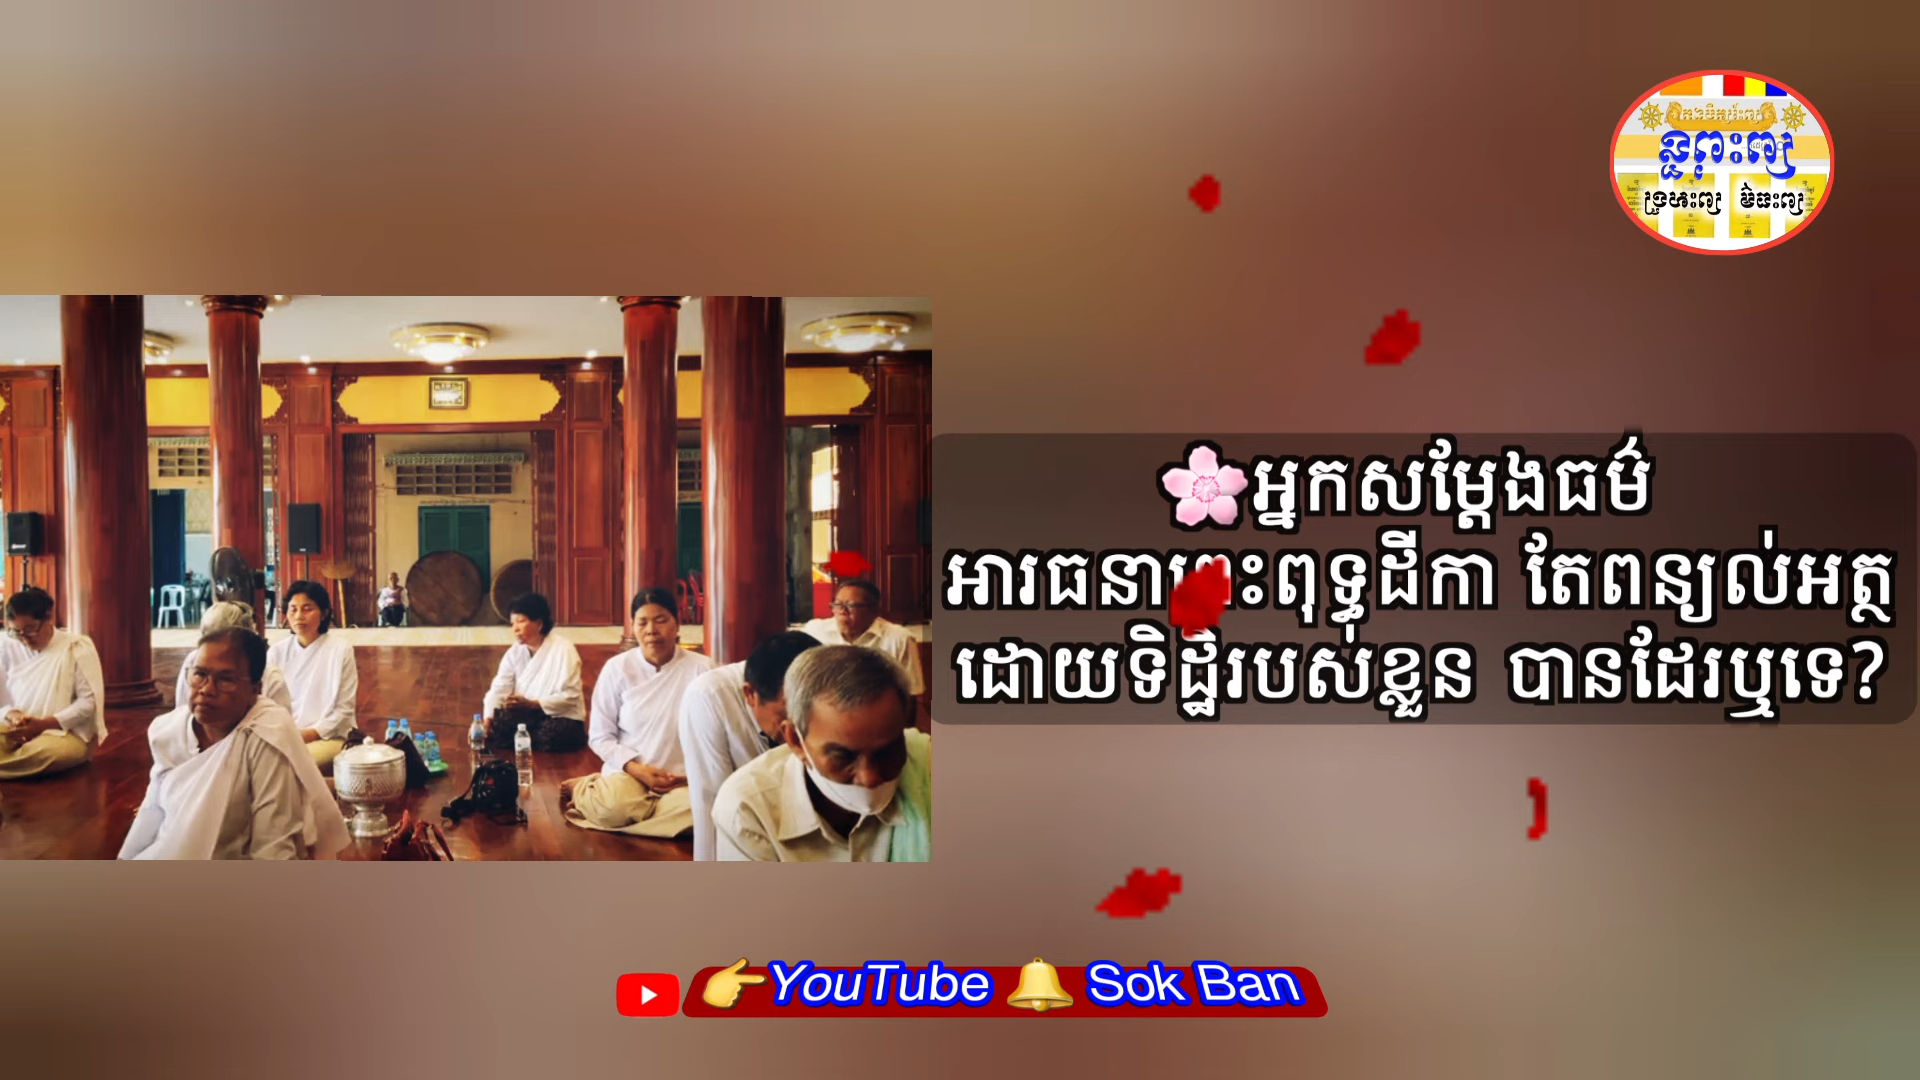 🌸អ្នកសម្ដែងធម៌
អារធនាព្រះពុទ្ធដីកា តែពន្យល់អត្ថ
ដោយទិដ្ឋិរបស់ខ្លួន បានដែរឬទេ?
👉YouTube 🔔 Sok Ban